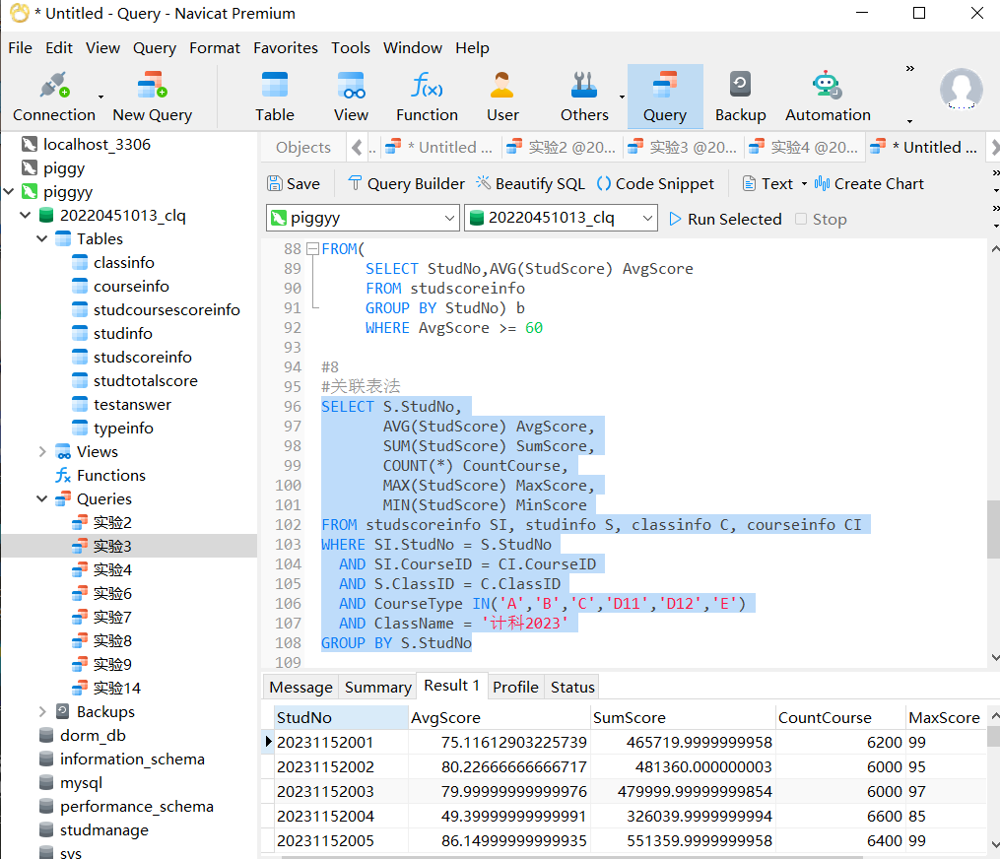 * Untitled - Query - Navicat Premium
File Edit View Query Format Favorites Tools Window Help
Connection New Query Table View Function User Others Query Backup Automation
localhost_3306
piggy
piggyy
20220451013_clq
Tables
classinfo
courseinfo
studcoursescoreinfo
studinfo
studscoreinfo
studtotalscore
testanswer
typeinfo
Views
Functions
Queries
实验2
实验3
实验4
实验6
实验7
实验8
实验9
实验14
Backups
dorm_db
information_schema
mysql
performance_schema
studmanage
sys
Objects .. * Untitled ... 实验2 @20... 实验3 @20... 实验4 @20... * Untitled ...
Save Query Builder Beautify SQL () Code Snippet Text Create Chart
piggyy 20220451013_clq Run Selected Stop
88 FROM(
89 SELECT StudNo,AVG(StudScore) AvgScore
90 FROM studscoreinfo
91 GROUP BY StudNo) b
92 WHERE AvgScore >= 60
93
94 #8
95 #关联表法
96 SELECT S.StudNo,
97 AVG(StudScore) AvgScore,
98 SUM(StudScore) SumScore,
99 COUNT(*) CountCourse,
100 MAX(StudScore) MaxScore,
101 MIN(StudScore) MinScore
102 FROM studscoreinfo SI, studinfo S, classinfo C, courseinfo CI
103 WHERE SI.StudNo = S.StudNo
104 AND SI.CourseID = CI.CourseID
105 AND S.ClassID = C.ClassID
106 AND CourseType IN('A','B','C','D11','D12','E')
107 AND ClassName = '计科2023'
108 GROUP BY S.StudNo
109
Message Summary Result 1 Profile Status
StudNo AvgScore SumScore CountCourse MaxScore
20231152001 75.11612903225739 465719.9999999958 6200 99
20231152002 80.22666666666717 481360.000000003 6000 95
20231152003 79.99999999999976 479999.99999999854 6000 97
20231152004 49.39999999999991 326039.9999999994 6600 85
20231152005 86.14999999999935 551359.9999999958 6400 99